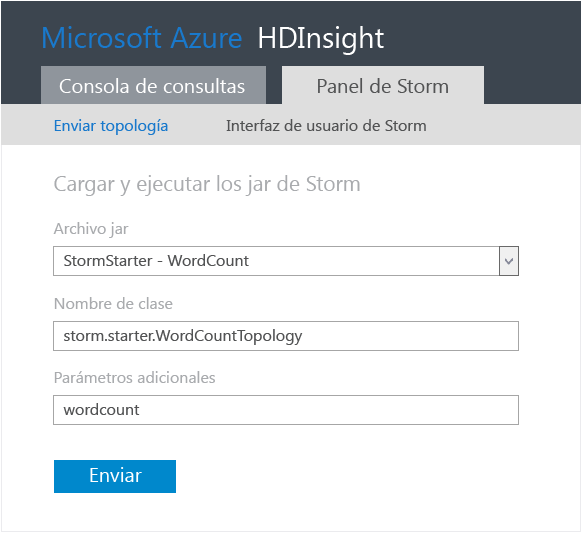 Microsoft Azure HDInsight
Consola de consultas Panel de Storm
Enviar topología Interfaz de usuario de Storm
Cargar y ejecutar los jar de Storm
Archivo jar
StormStarter - WordCount
Nombre de clase
storm.starter.WordCountTopology
Parámetros adicionales
wordcount
Enviar